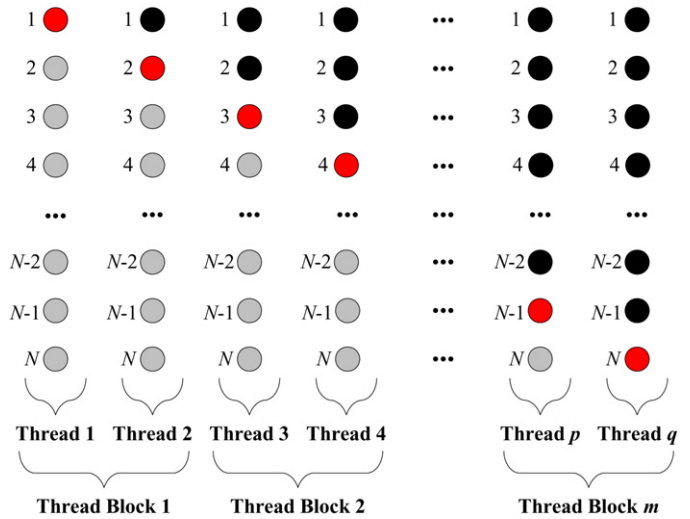 1 1 1 1 ... 1 1
2 2 2 2 ... 2 2
3 3 3 3 ... 3 3
4 4 4 4 ... 4 4
... ... ... ... ... ... ...
N-2 N-2 N-2 N-2 ... N-2 N-2
N-1 N-1 N-1 N-1 ... N-1 N-1
N N N N ... N N
Thread 1 Thread 2 Thread 3 Thread 4 Thread p Thread q
Thread Block 1 Thread Block 2 Thread Block m